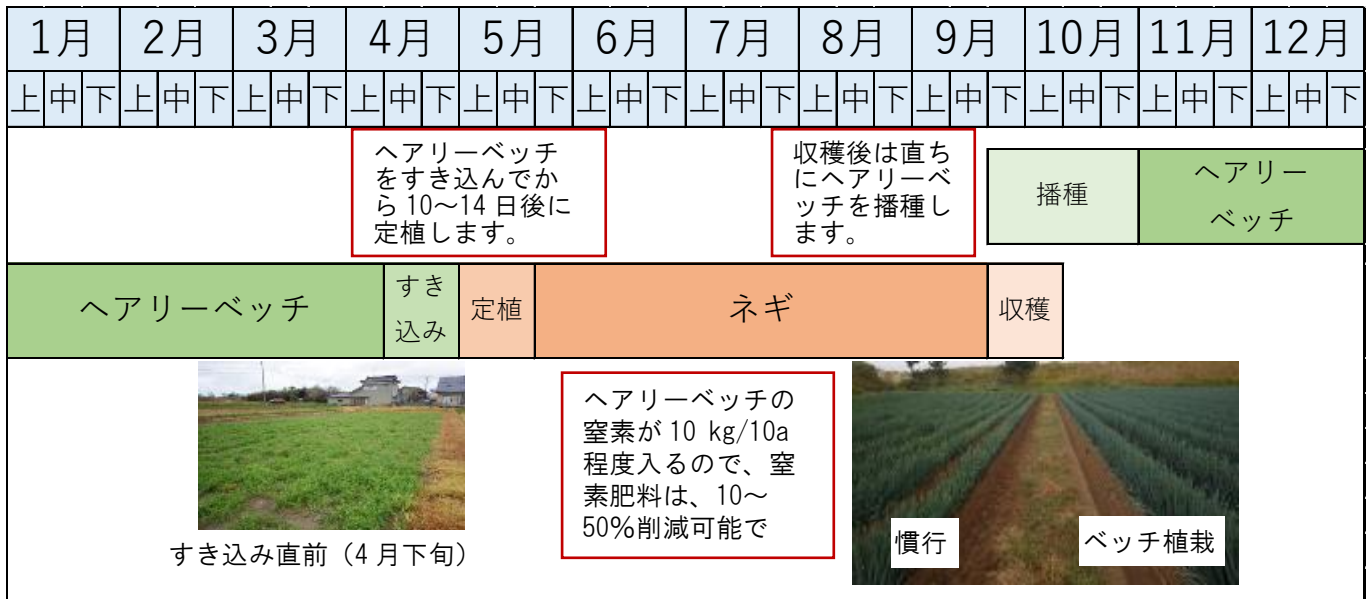 1月 2月 3月 4月 5月 6月 7月 8月 9月 10月 11月 12月
上 中 下 上 中 下 上 中 下 上 中 下 上 中 下 上 中 下 上 中 下 上 中 下 上 中 下 上 中 下 上 中 下 上 中 下
ヘアリーベッチ
をすき込んでか
ら10～14日後に
定植します。
収穫後は直ち
にヘアリーベ
ッチを播種し
ます。
播種
ヘアリー
ベッチ
ヘアリーベッチ
すき
込み
定植
ネギ
収穫
すき込み直前（4月下旬）
ヘアリーベッチの
窒素が10 kg/10a
程度入るので、窒
素肥料は、10～
50%削減可能で
慣行
ベッチ植栽